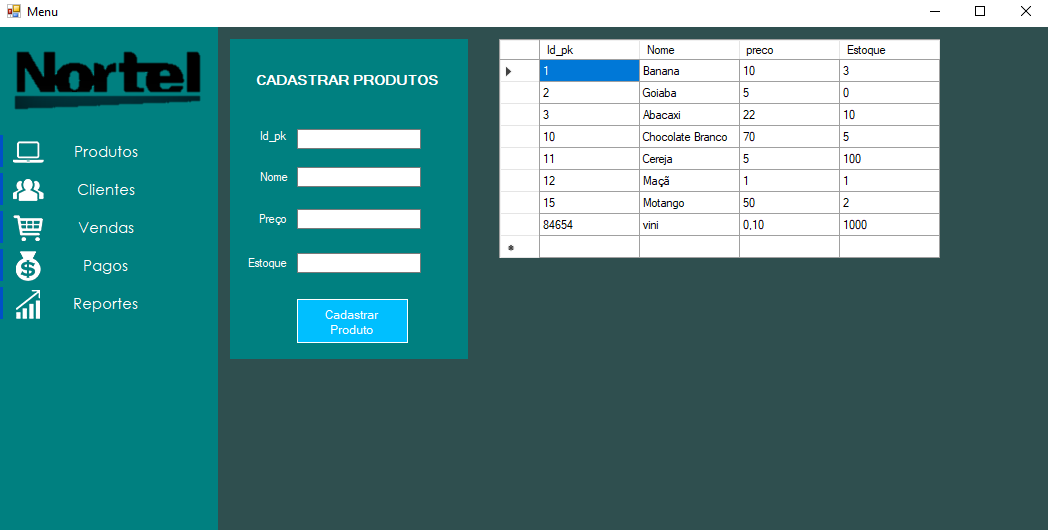 Menu
Nortel
Produtos
Clientes
Vendas
Pagos
Reportes
CADASTRAR PRODUTOS
Id_pk
Nome
Preço
Estoque
Cadastrar
Produto
Id_pk Nome preco Estoque
1 Banana 10 3
2 Goiaba 5 0
3 Abacaxi 22 10
10 Chocolate Branco 70 5
11 Cereja 5 100
12 Maçã 1 1
15 Motango 50 2
84654 vini 0,10 1000